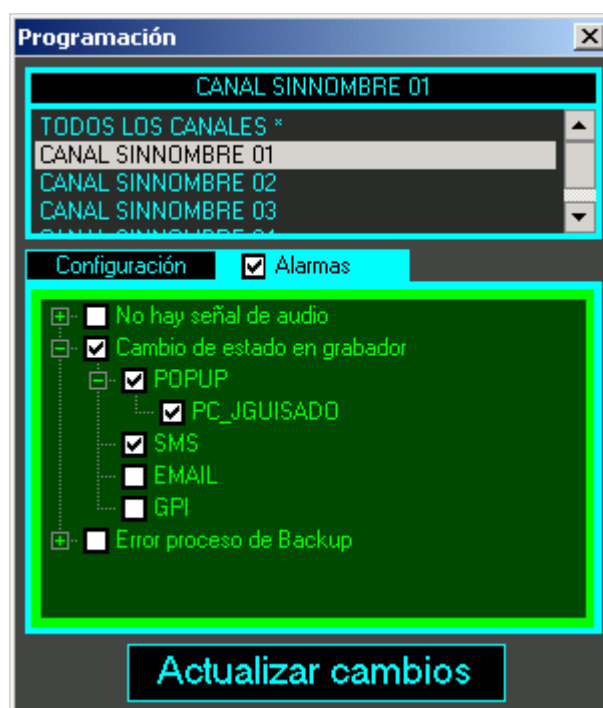 Programación
CANAL SINNOMBRE 01
TODOS LOS CANALES *
CANAL SINNOMBRE 01
CANAL SINNOMBRE 02
CANAL SINNOMBRE 03
Configuración Alarmas
No hay señal de audio
Cambio de estado en grabador
POPUP
PC_JGUISADO
SMS
EMAIL
GPI
Error proceso de Backup
Actualizar cambios